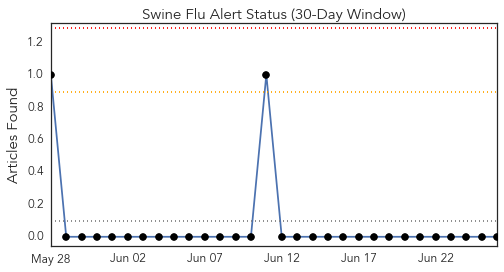 Swine Flu Alert Status (30-Day Window)
Articles Found
1.2
1.0
0.8
0.6
0.4
0.2
0.0
May 28
Jun 02
Jun 07
Jun 12
Jun 17
Jun 22